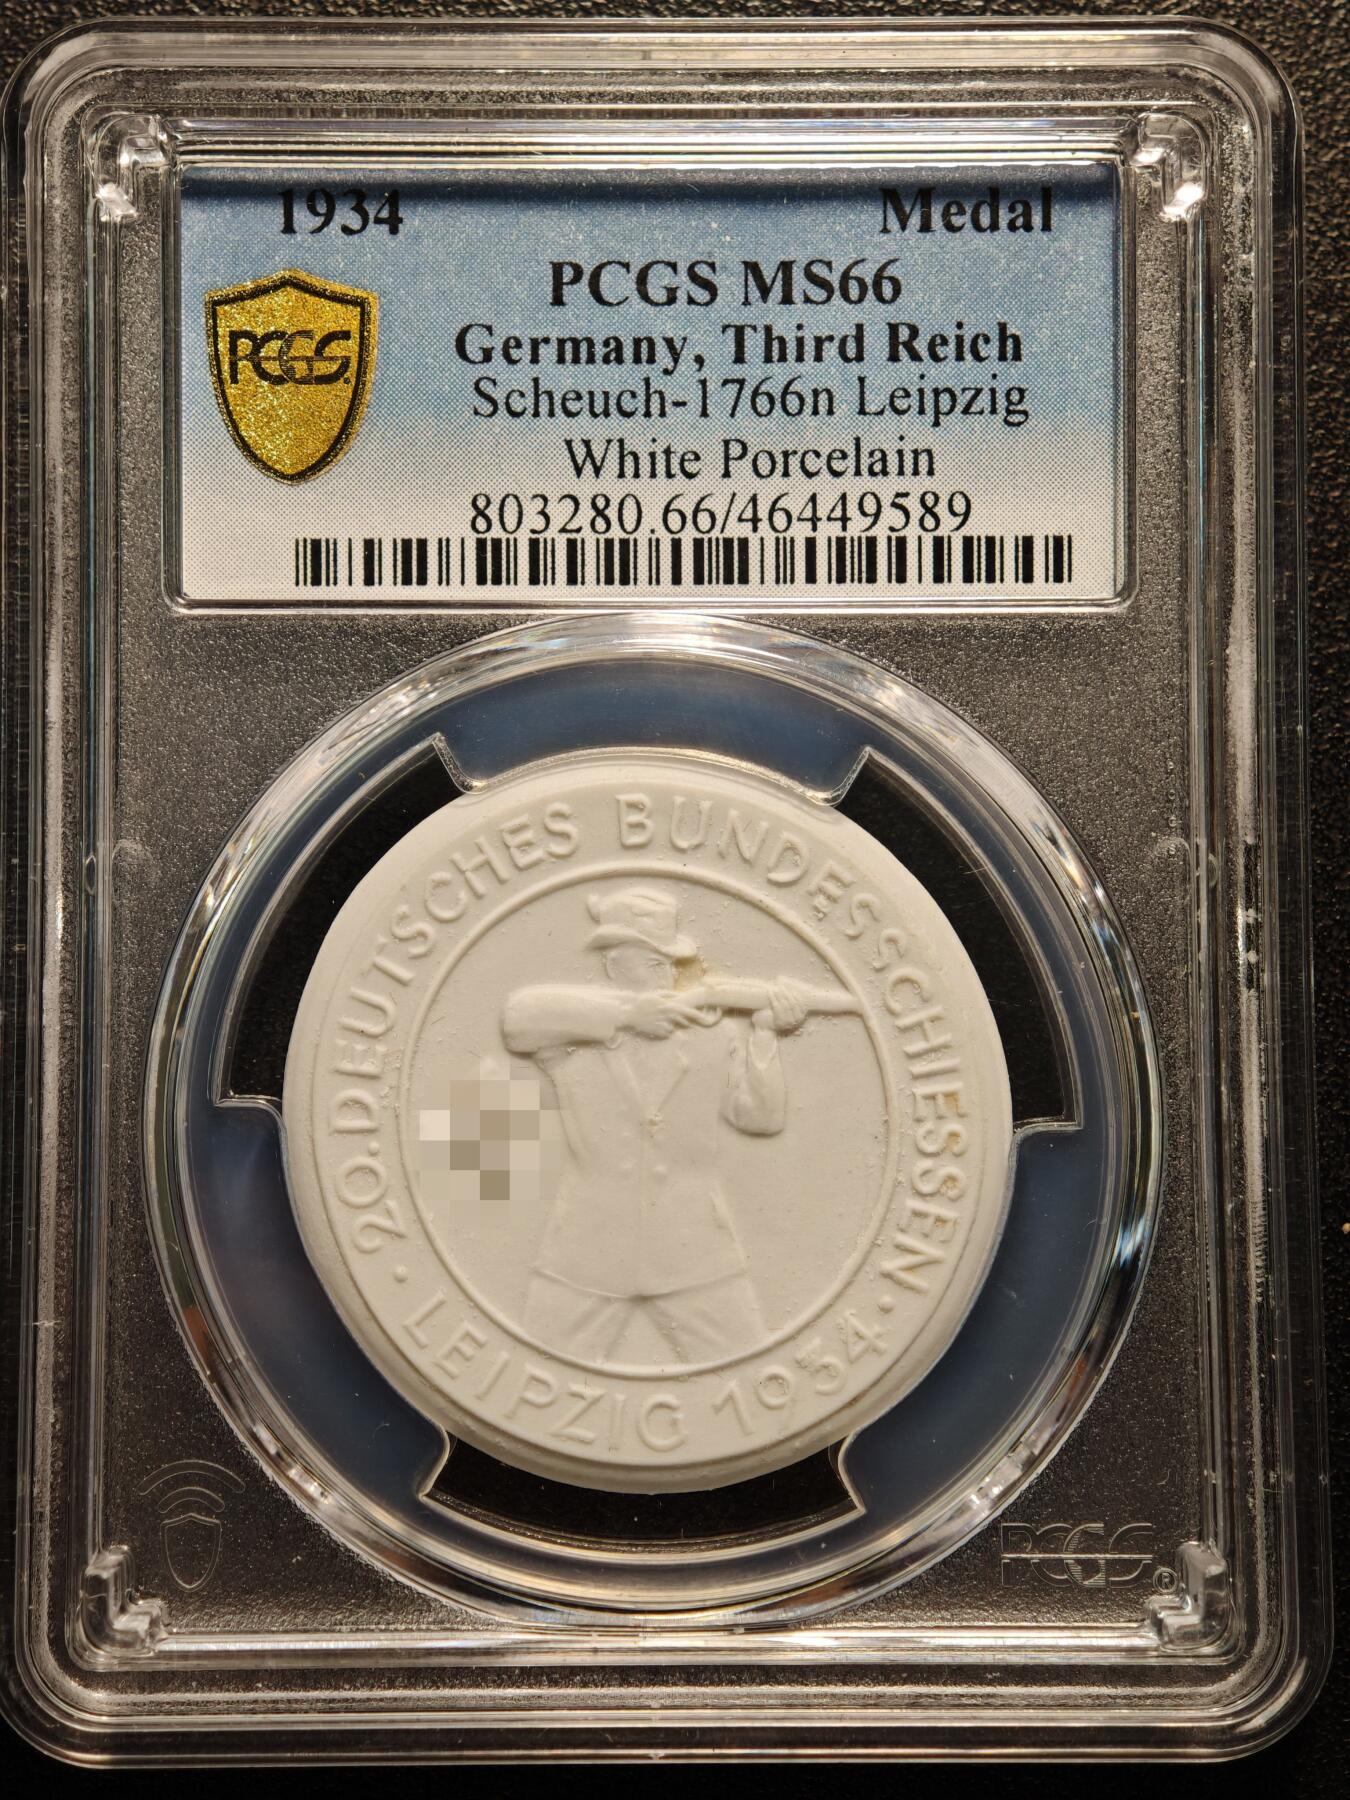 1934 Medal
PCGS MS66
PCGS
Germany, Third Reich
Scheuch-1766n Leipzig
White Porcelain
803280.66/46449589
20. DEUTSCHES BUNDESSCHIESSEN
· LEIPZIG 1934 ·
PCGS ®